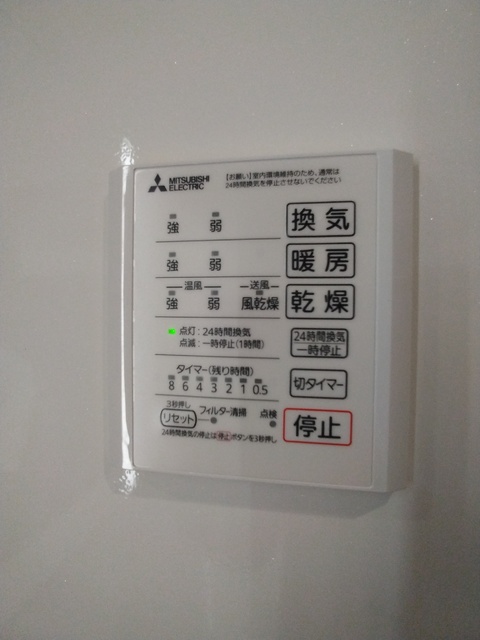 MITSUBISHI
ELECTRIC
【お願い】室内環境維持のため、通常は
24時間換気を停止させないでください
強 弱 換気
強 弱 暖房
温風 送風
強 弱 風乾燥 乾燥
点灯:24時間換気
点滅:一時停止(1時間)
24時間換気
一時停止
タイマー(残り時間)
8 6 4 3 2 1 0.5
切タイマー
3秒押し
リセット フィルター清掃 点検
停止
24時間換気の停止は停止ボタンを3秒押し